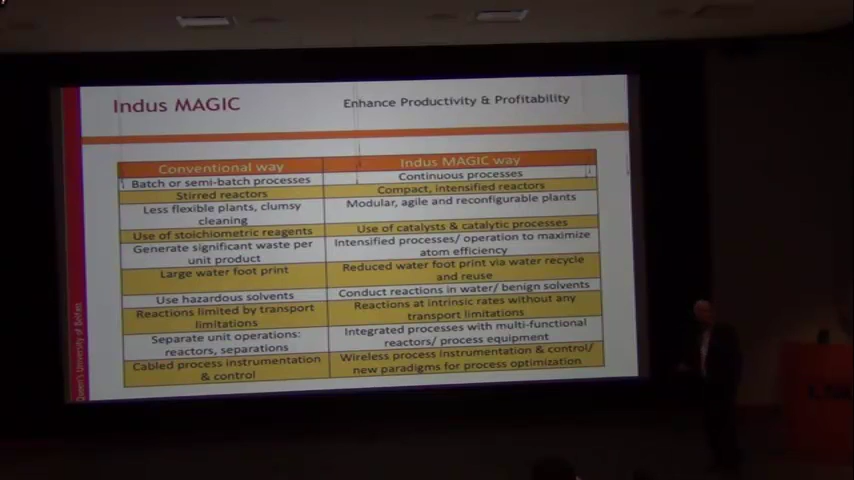 Indus MAGIC
Enhance Productivity & Profitability
Conventional way
Indus MAGIC way
Batch or semi-batch processes
Continuous processes
Stirred reactors
Compact, intensified reactors
Less flexible plants, clumsy
cleaning
Modular, agile and reconfigurable plants
Use of stoichiometric reagents
Use of catalysts & catalytic processes
Generate significant waste per
unit product
Intensified processes/ operation to maximize
atom efficiency
Large water foot print
Reduced water foot print via water recycle
and reuse
Use hazardous solvents
Conduct reactions in water/ benign solvents
Reactions limited by transport
limitations
Reactions at intrinsic rates without any
transport limitations
Separate unit operations:
reactors, separations
Integrated processes with multi-functional
reactors/ process equipment
Cabled process instrumentation
& control
Wireless process instrumentation & control/
new paradigms for process optimization
Queen's University of Belfast